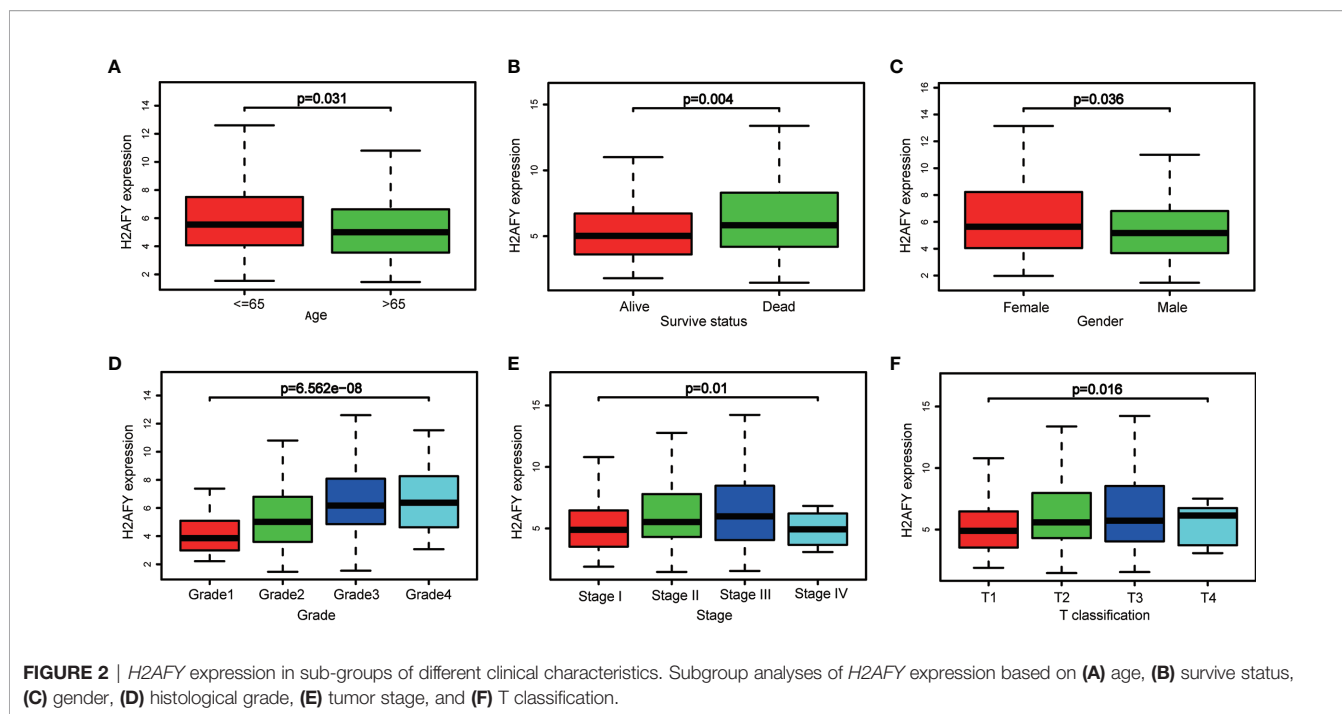 A
p=0.031
H2AFY expression
14
12
10
8
6
4
2
<=65 >65
Age
B
p=0.004
H2AFY expression
15
10
5
Alive Dead
Survive status
C
p=0.036
H2AFY expression
16
14
12
10
8
6
4
2
Female Male
Gender
D
p=6.562e−08
H2AFY expression
14
12
10
8
6
4
2
Grade1 Grade2 Grade3 Grade4
Grade
E
p=0.01
H2AFY expression
15
10
5
Stage I Stage II Stage III Stage IV
Stage
F
p=0.016
H2AFY expression
15
10
5
T1 T2 T3 T4
T classification
FIGURE 2 | H2AFY expression in sub-groups of different clinical characteristics. Subgroup analyses of H2AFY expression based on (A) age, (B) survive status,
(C) gender, (D) histological grade, (E) tumor stage, and (F) T classification.